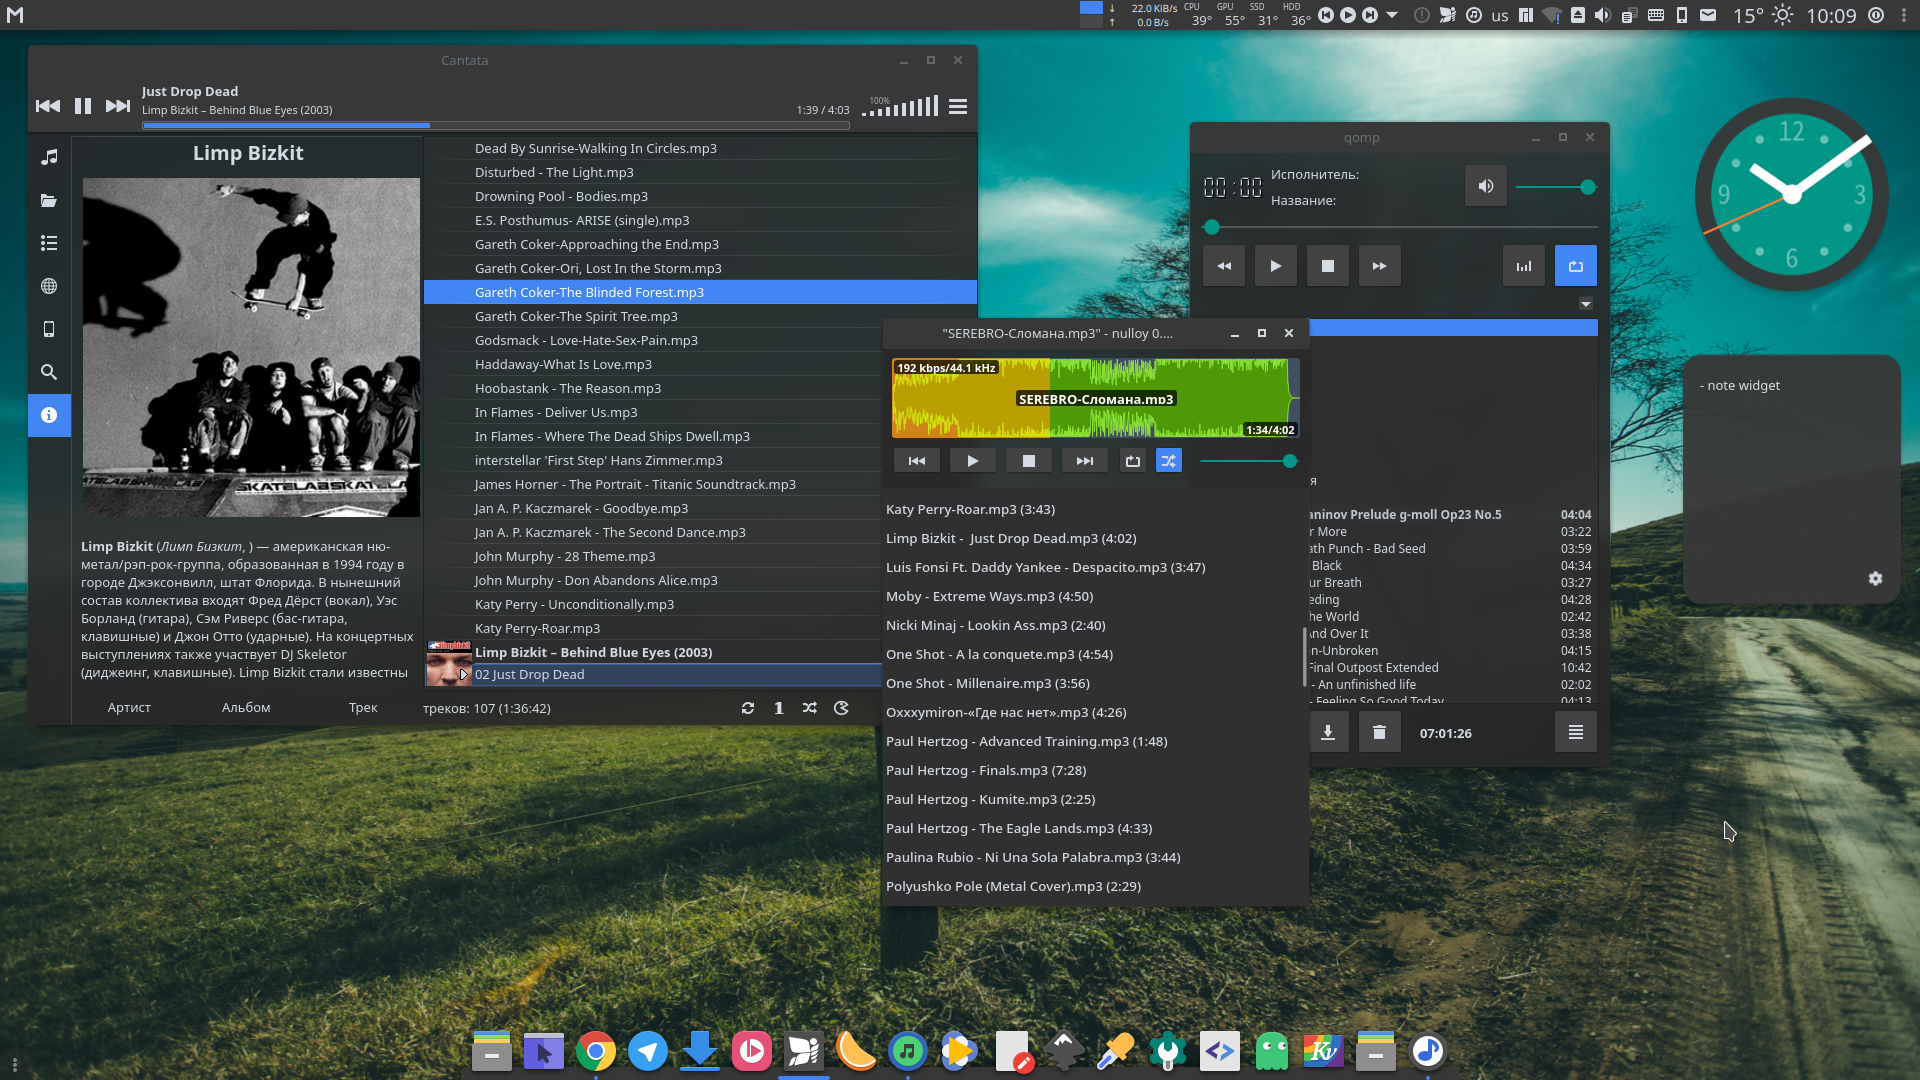 22.0 KiB/s
0.0 B/s
CPU
39°
GPU
55°
SSD
31°
HDD
36°
us
15°
10:09
Cantata
Just Drop Dead
Limp Bizkit – Behind Blue Eyes (2003)
1:39 / 4:03
100%
Limp Bizkit
Limp Bizkit (Лимп Бизкит, ) — американская ню-
метал/рэп-рок-группа, образованная в 1994 году в
городе Джэксонвилл, штат Флорида. В нынешний
состав коллектива входят Фред Дёрст (вокал), Уэс
Борланд (гитара), Сэм Риверс (бас-гитара,
клавишные) и Джон Отто (ударные). На концертных
выступлениях также участвует DJ Skeletor
(диджеинг, клавишные). Limp Bizkit стали известны
Артист
Альбом
Трек
Dead By Sunrise-Walking In Circles.mp3
Disturbed - The Light.mp3
Drowning Pool - Bodies.mp3
E.S. Posthumus- ARISE (single).mp3
Gareth Coker-Approaching the End.mp3
Gareth Coker-Ori, Lost In the Storm.mp3
Gareth Coker-The Blinded Forest.mp3
Gareth Coker-The Spirit Tree.mp3
Godsmack - Love-Hate-Sex-Pain.mp3
Haddaway-What Is Love.mp3
Hoobastank - The Reason.mp3
In Flames - Deliver Us.mp3
In Flames - Where The Dead Ships Dwell.mp3
interstellar 'First Step' Hans Zimmer.mp3
James Horner - The Portrait - Titanic Soundtrack.mp3
Jan A. P. Kaczmarek - Goodbye.mp3
Jan A. P. Kaczmarek - The Second Dance.mp3
John Murphy - 28 Theme.mp3
John Murphy - Don Abandons Alice.mp3
Katy Perry - Unconditionally.mp3
Katy Perry-Roar.mp3
Limp Bizkit – Behind Blue Eyes (2003)
02 Just Drop Dead
треков: 107 (1:36:42)
1
"SEREBRO-Сломана.mp3" - nulloy 0....
192 kbps/44.1 kHz
SEREBRO-Сломана.mp3
1:34/4:02
Katy Perry-Roar.mp3 (3:43)
Limp Bizkit -  Just Drop Dead.mp3 (4:02)
Luis Fonsi Ft. Daddy Yankee - Despacito.mp3 (3:47)
Moby - Extreme Ways.mp3 (4:50)
Nicki Minaj - Lookin Ass.mp3 (2:40)
One Shot - A la conquete.mp3 (4:54)
One Shot - Millenaire.mp3 (3:56)
Oxxxymiron-«Где нас нет».mp3 (4:26)
Paul Hertzog - Advanced Training.mp3 (1:48)
Paul Hertzog - Finals.mp3 (7:28)
Paul Hertzog - Kumite.mp3 (2:25)
Paul Hertzog - The Eagle Lands.mp3 (4:33)
Paulina Rubio - Ni Una Sola Palabra.mp3 (3:44)
Polyushko Pole (Metal Cover).mp3 (2:29)
qomp
00:00
Исполнитель:
Название:
я
aninov Prelude g-moll Op23 No.5 04:04
r More 03:22
ath Punch - Bad Seed 03:59
Black 04:34
ur Breath 03:27
eding 04:28
he World 02:42
And Over It 03:38
n-Unbroken 04:15
Final Outpost Extended 10:42
- An unfinished life 02:02
- Feeling So Good Today 04:13
07:01:26
12
3
6
9
- note widget
Kv